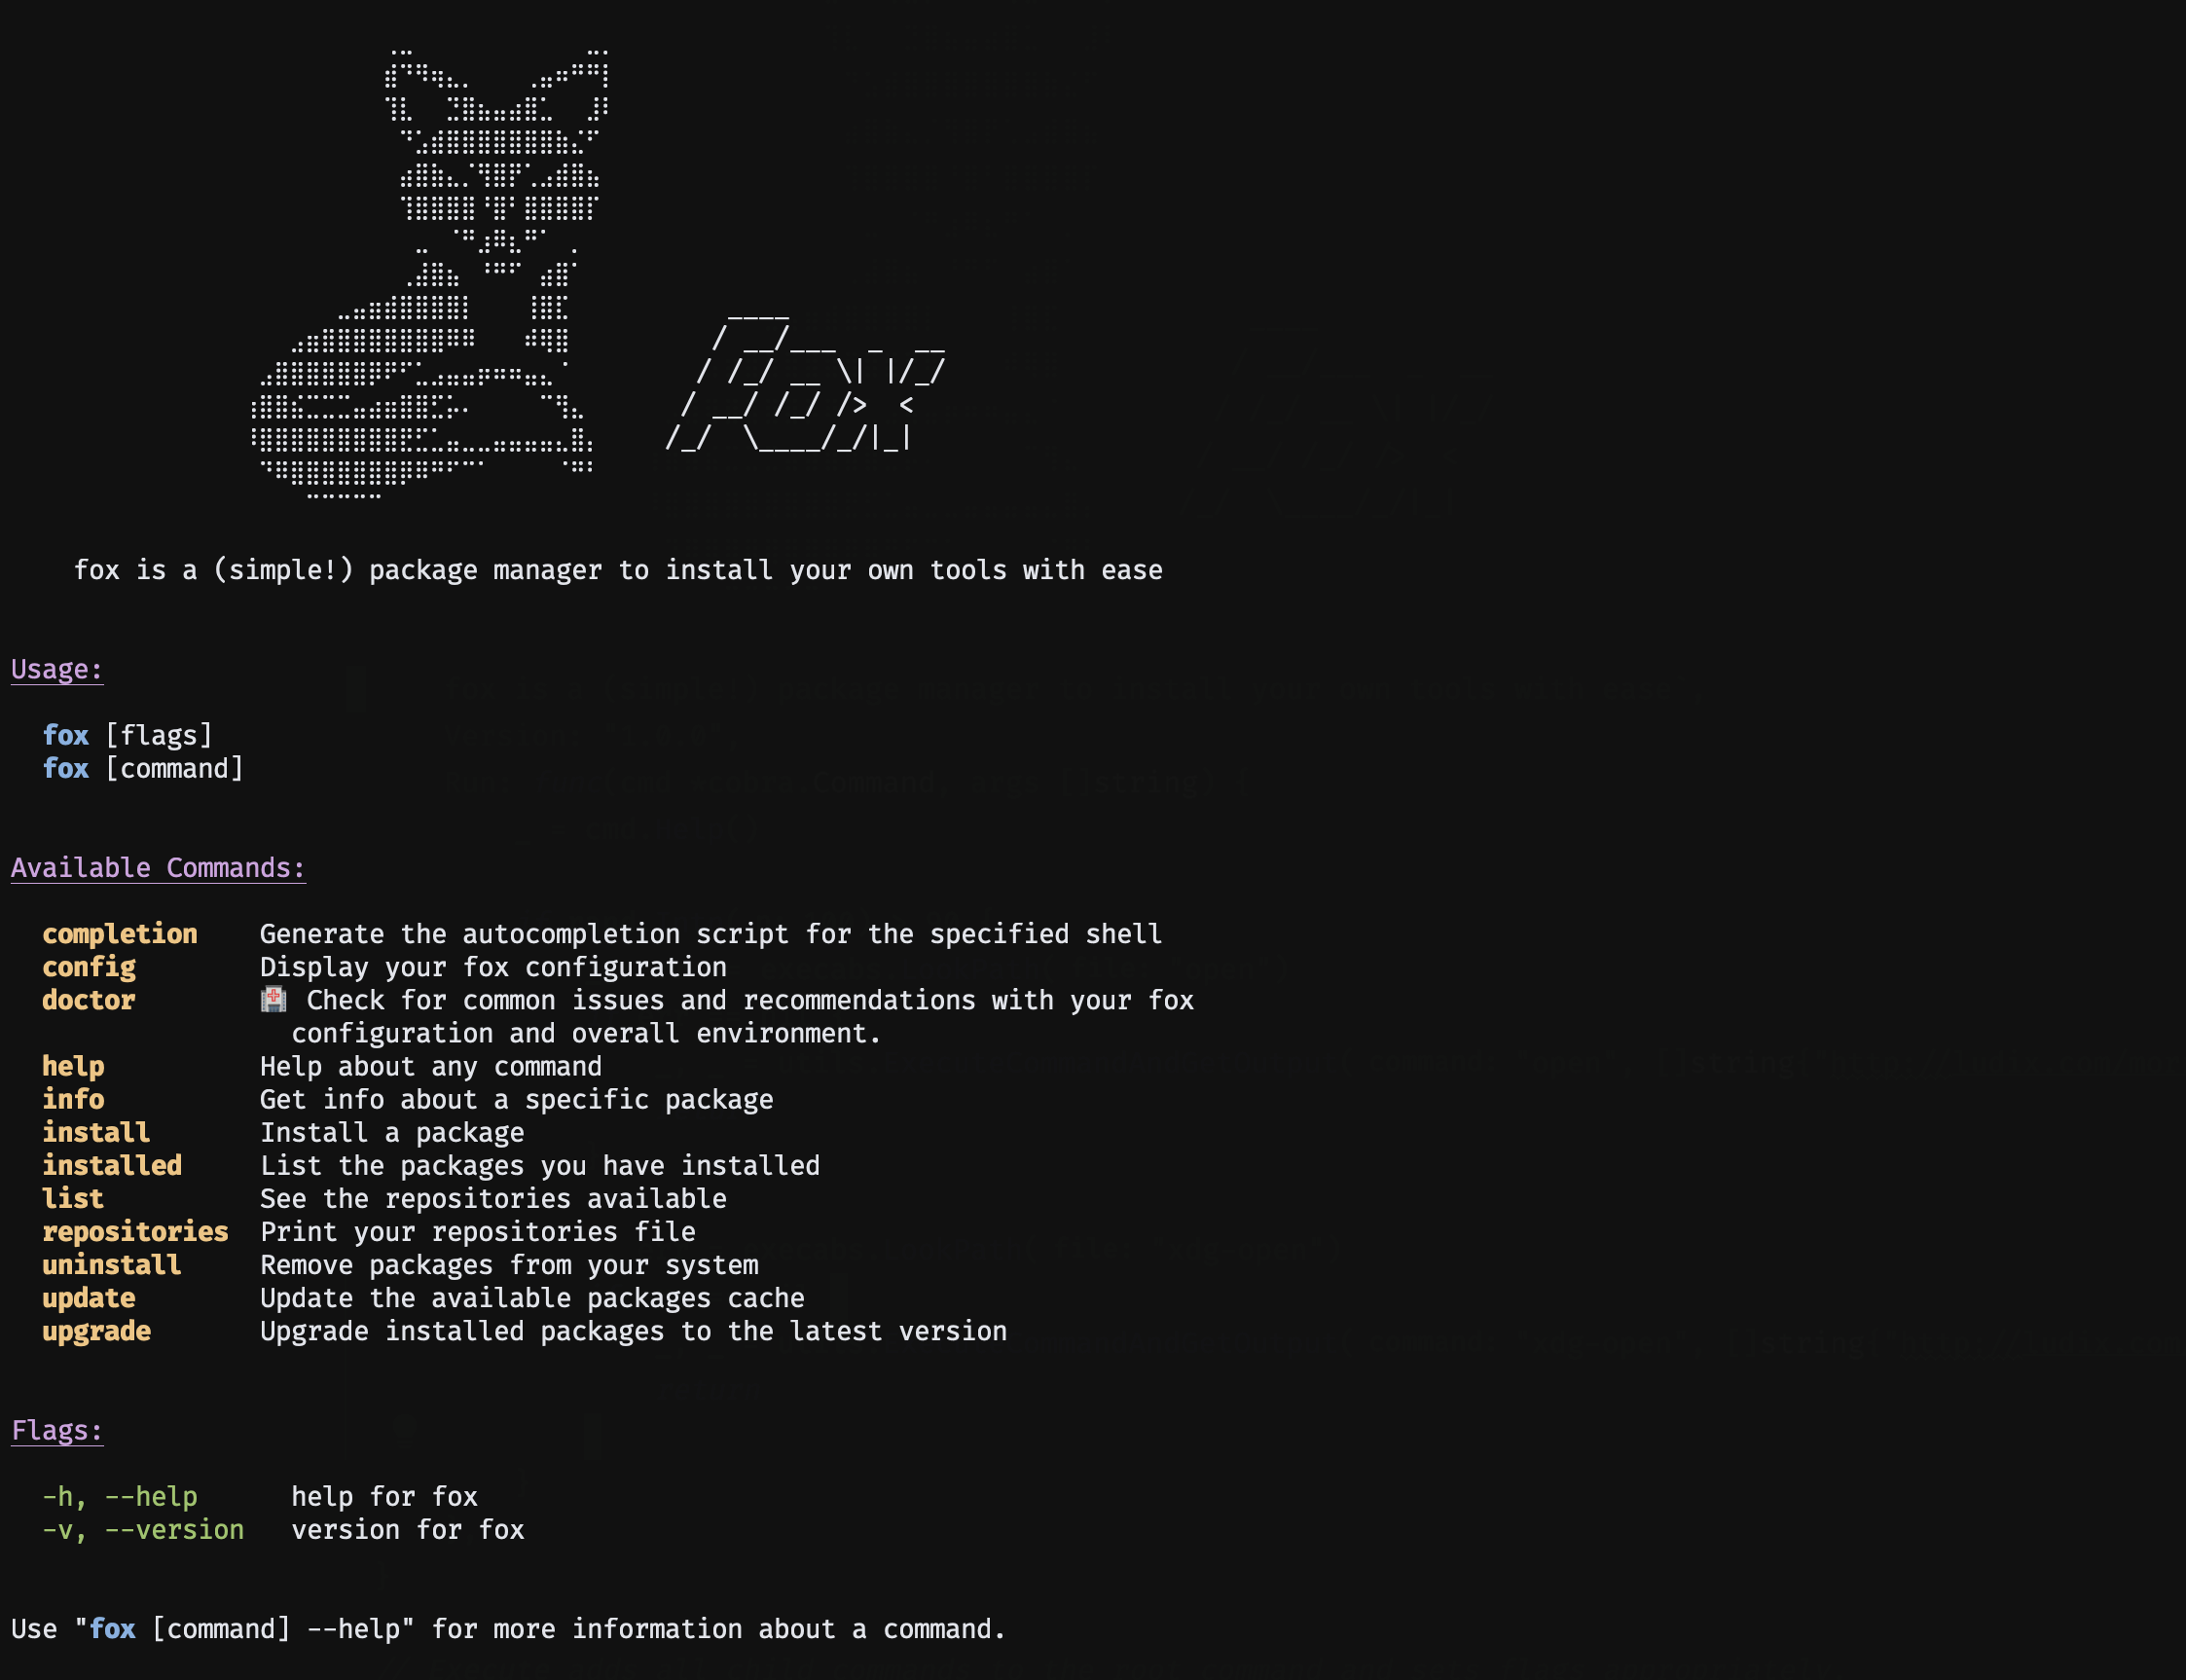 Fox
fox is a (simple!) package manager to install your own tools with ease
Usage:
fox [flags]
fox [command]
Available Commands:
completion Generate the autocompletion script for the specified shell
config Display your fox configuration
doctor 🏥 Check for common issues and recommendations with your fox
configuration and overall environment.
help Help about any command
info Get info about a specific package
install Install a package
installed List the packages you have installed
list See the repositories available
repositories Print your repositories file
uninstall Remove packages from your system
update Update the available packages cache
upgrade Upgrade installed packages to the latest version
Flags:
-h, --help help for fox
-v, --version version for fox
Use "fox [command] --help" for more information about a command.